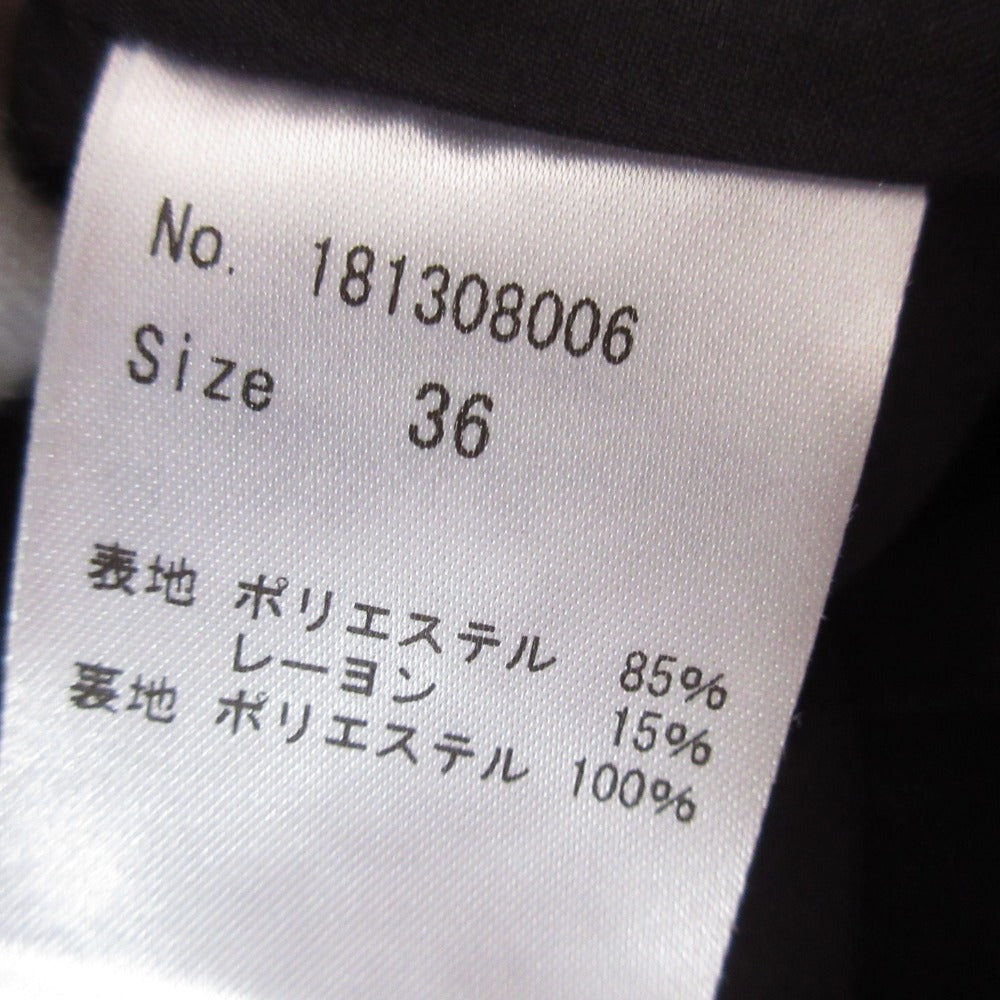 No. 181308006
Size 36
表地 ポリエステル 85%
レーヨン 15%
裏地 ポリエステル 100%